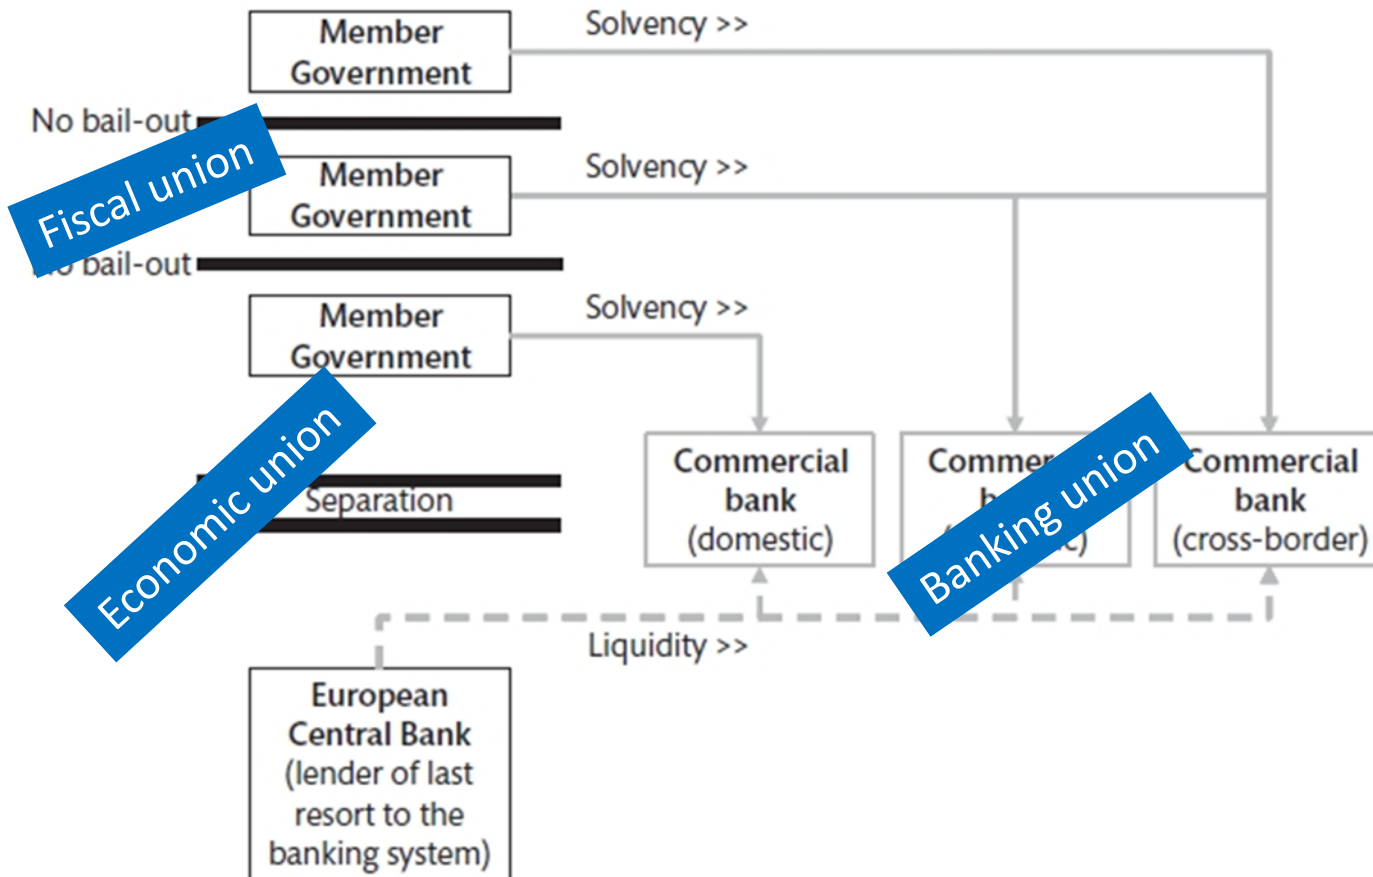 Member
Government
Solvency >>
No bail-out
Fiscal union
Member
Government
Solvency >>
bail-out
Member
Government
Solvency >>
Economic union
Separation
Commercial
bank
(domestic)
Banking union
Commercial
bank
(cross-border)
Liquidity >>
European
Central Bank
(lender of last
resort to the
banking system)